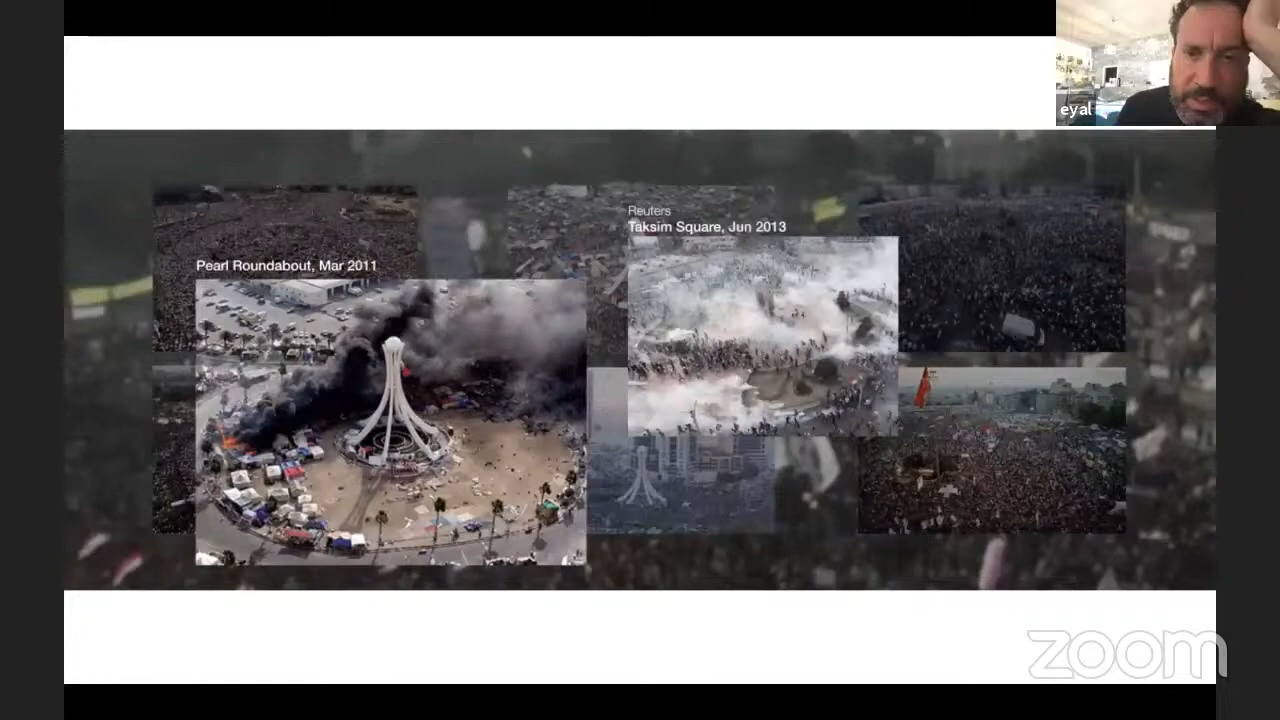 eyal
Reuters
Taksim Square, Jun 2013
Pearl Roundabout, Mar 2011
zoom